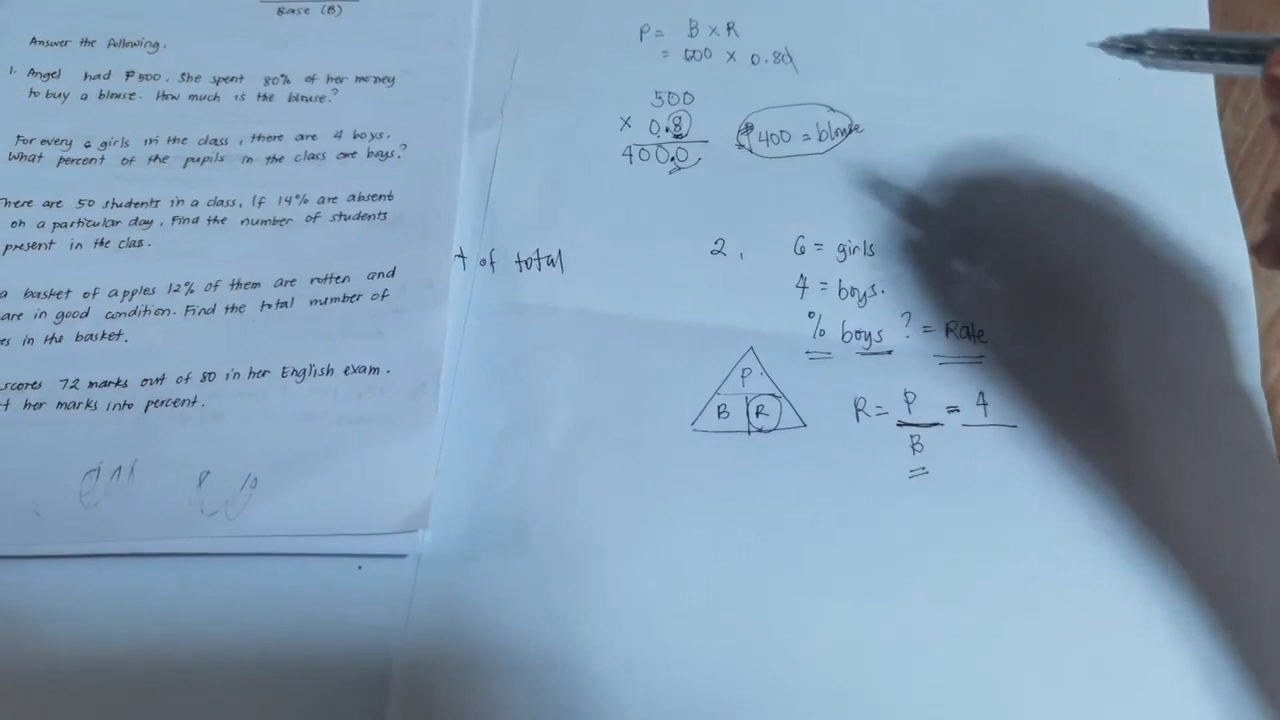 Base (B)
Answer the following.
1. Angel had ₱500. She spent 80% of her money
to buy a blouse. How much is the blouse?
For every 6 girls in the class, there are 4 boys.
What percent of the pupils in the class are boys?
here are 50 students in a class, If 14% are absent
on a particular day, Find the number of students
present in the clas.
a basket of apples 12% of them are rotten and
are in good condition. Find the total number of
es in the basket.
scores 72 marks out of 80 in her English exam.
t her marks into percent.
t of total
P = B × R
= 500 × 0.80
500
× 0.8
400.0
₱400 = blouse
2. 6 = girls
4 = boys.
% boys ? = Rate
P
B R
R = P = 4
B